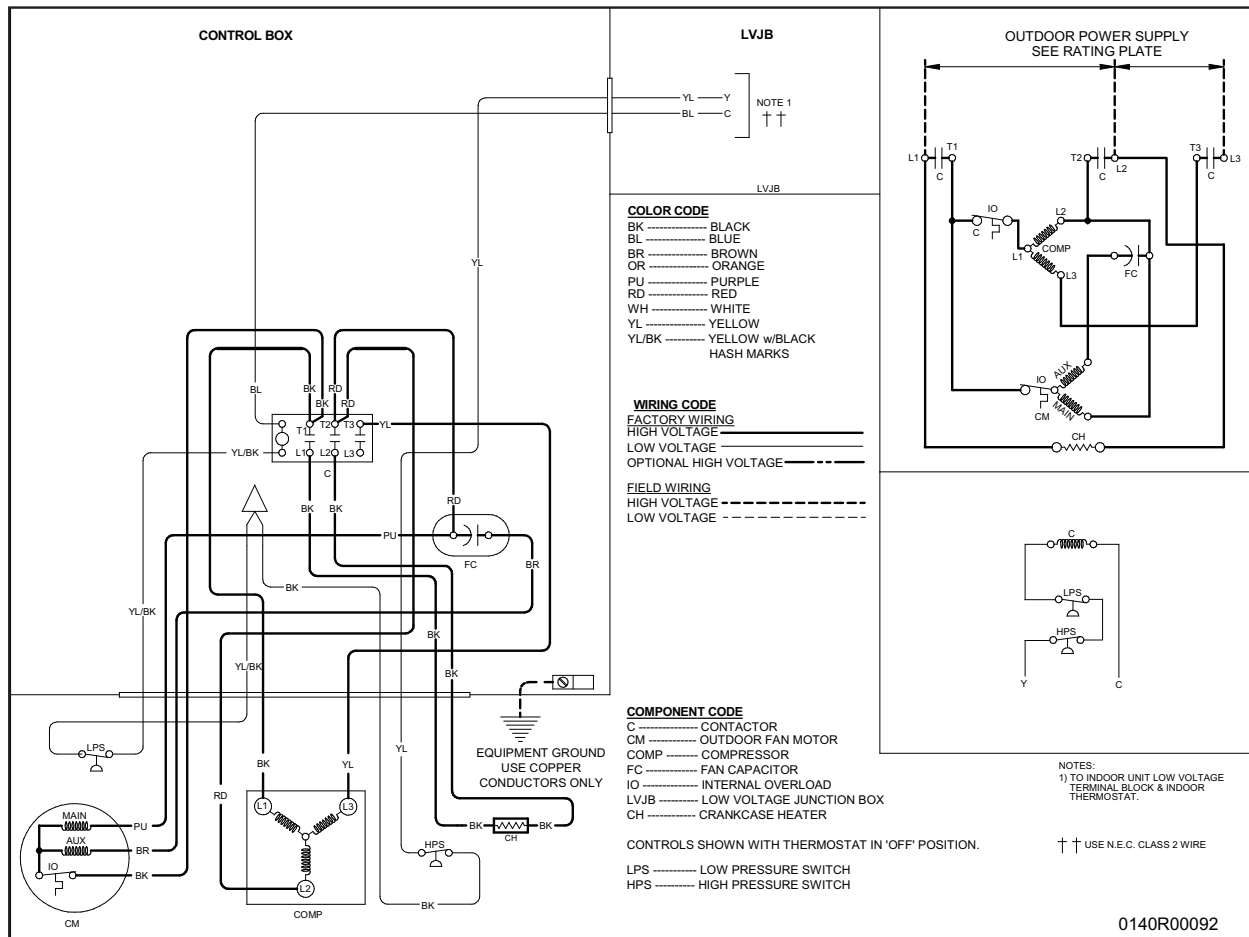 CONTROL BOX
LVJB
YL
Y
BL
C
NOTE 1
† †
LVJB
OUTDOOR POWER SUPPLY
SEE RATING PLATE
L1
T1
C
T2
C
L2
T3
C
L3
IO
C
L2
L1
COMP
L3
FC
AUX
IO
MAIN
CM
CH
COLOR CODE
BK -------------- BLACK
BL -------------- BLUE
BR -------------- BROWN
OR -------------- ORANGE
PU -------------- PURPLE
RD -------------- RED
WH -------------- WHITE
YL -------------- YELLOW
YL/BK ---------- YELLOW w/BLACK
HASH MARKS
WIRING CODE
FACTORY WIRING
HIGH VOLTAGE
LOW VOLTAGE
OPTIONAL HIGH VOLTAGE
FIELD WIRING
HIGH VOLTAGE
LOW VOLTAGE
YL
BL
BK
RD
BK
RD
T1
T2
T3
YL
YL/BK
L1
L2
L3
C
BK
BK
RD
PU
FC
BR
BK
YL/BK
BK
YL/BK
BK
C
LPS
HPS
Y
C
LPS
EQUIPMENT GROUND
USE COPPER
CONDUCTORS ONLY
YL
BK
YL
RD
L1
L3
L2
COMP
BK
BK
CH
HPS
BK
MAIN
PU
AUX
BR
IO
BK
CM
COMPONENT CODE
C --------------- CONTACTOR
CM ------------ OUTDOOR FAN MOTOR
COMP -------- COMPRESSOR
FC ------------- FAN CAPACITOR
IO -------------- INTERNAL OVERLOAD
LVJB ---------- LOW VOLTAGE JUNCTION BOX
CH ------------ CRANKCASE HEATER
CONTROLS SHOWN WITH THERMOSTAT IN 'OFF' POSITION.
LPS ----------- LOW PRESSURE SWITCH
HPS ---------- HIGH PRESSURE SWITCH
NOTES:
1) TO INDOOR UNIT LOW VOLTAGE
TERMINAL BLOCK & INDOOR
THERMOSTAT.
† † USE N.E.C. CLASS 2 WIRE
0140R00092